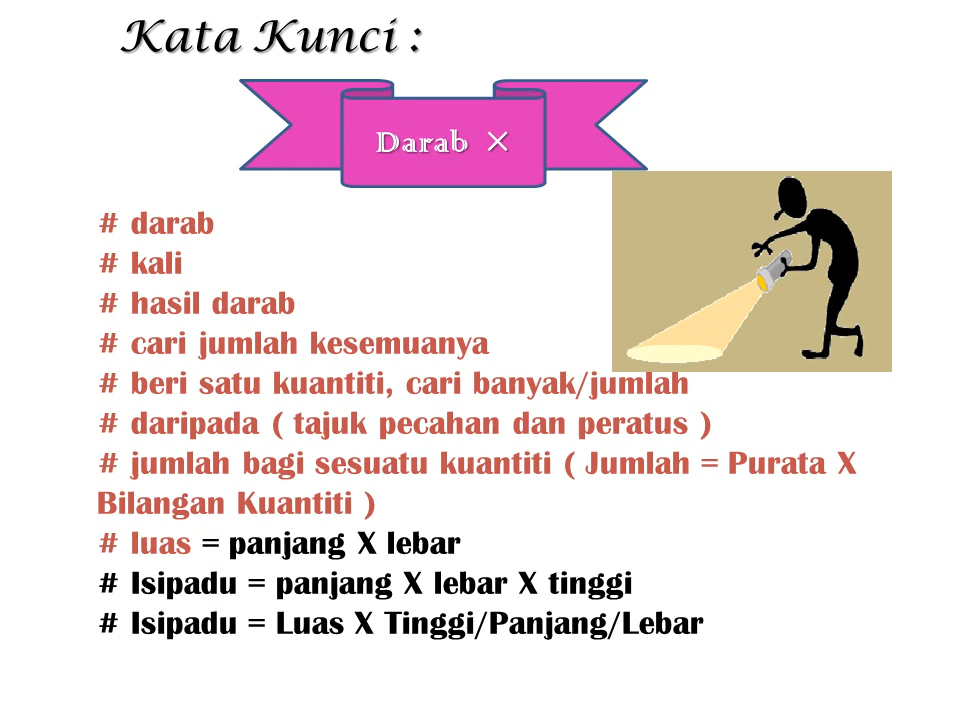 Kata Kunci :
Darab ×
# darab
# kali
# hasil darab
# cari jumlah kesemuanya
# beri satu kuantiti, cari banyak/jumlah
# daripada ( tajuk pecahan dan peratus )
# jumlah bagi sesuatu kuantiti ( Jumlah = Purata X
Bilangan Kuantiti )
# luas = panjang X lebar
# Isipadu = panjang X lebar X tinggi
# Isipadu = Luas X Tinggi/Panjang/Lebar